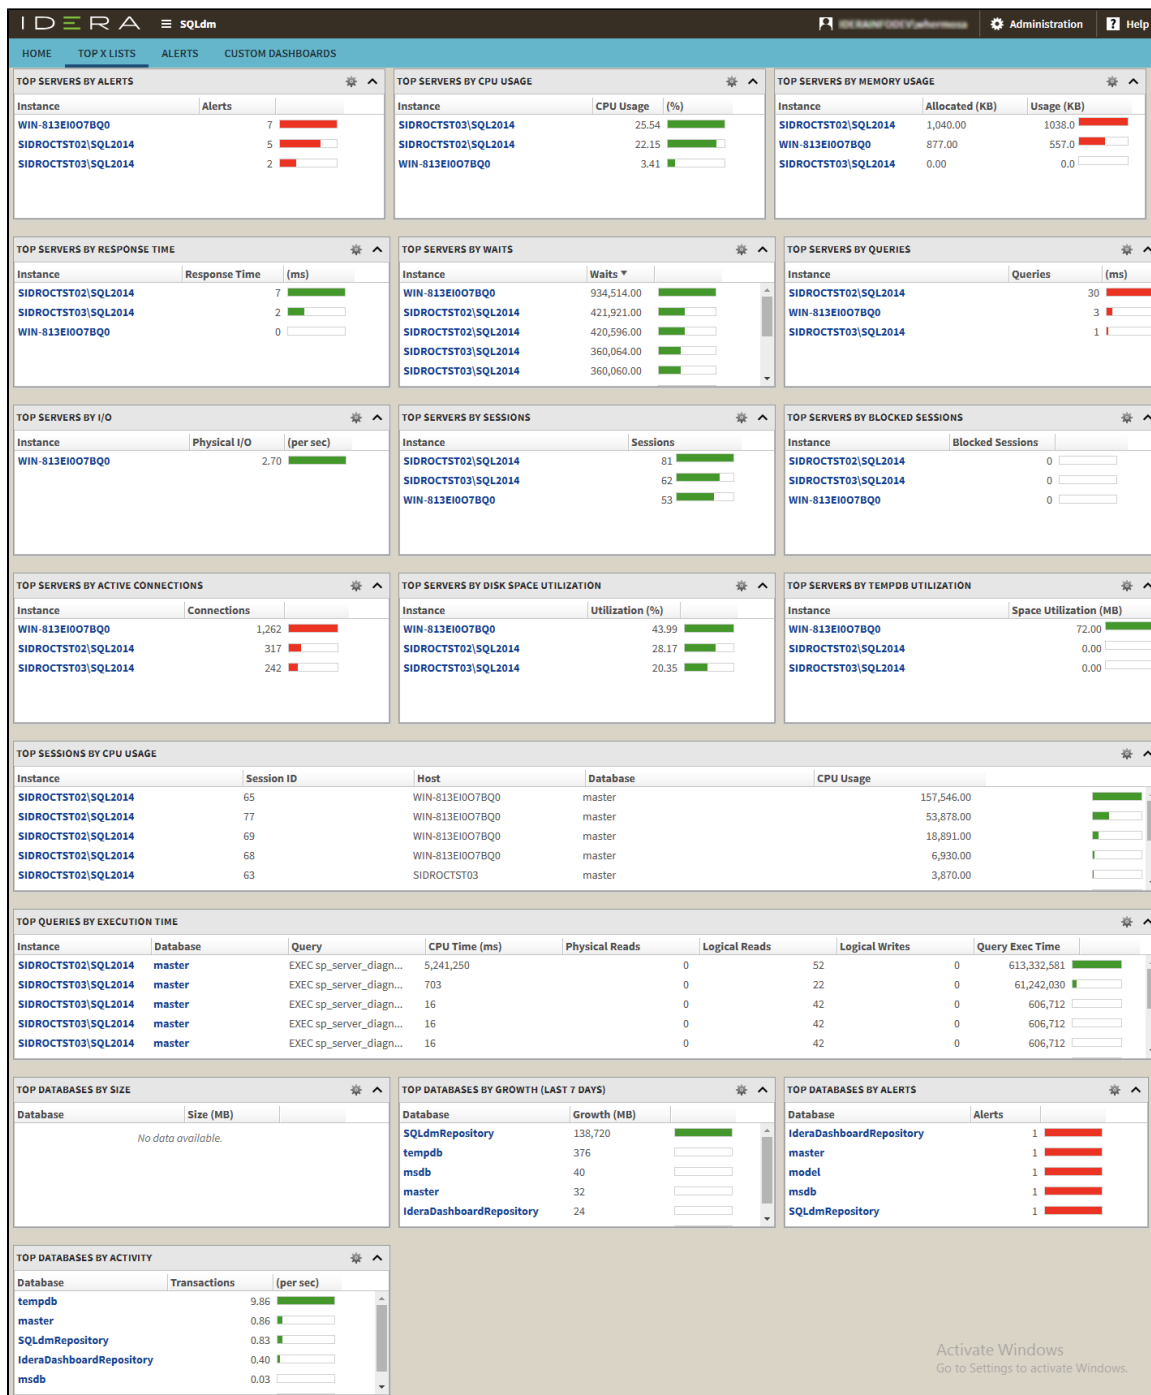 IDERA SQLdm Administration ? Help
HOME TOP X LISTS ALERTS CUSTOM DASHBOARDS
TOP SERVERS BY ALERTS
Instance Alerts
WIN-813EI0O7BQ0 7
SIDROCTST02\SQL2014 5
SIDROCTST03\SQL2014 2
TOP SERVERS BY CPU USAGE
Instance CPU Usage (%)
SIDROCTST03\SQL2014 25.54
SIDROCTST02\SQL2014 22.15
WIN-813EI0O7BQ0 3.41
TOP SERVERS BY MEMORY USAGE
Instance Allocated (KB) Usage (KB)
SIDROCTST02\SQL2014 1,040.00 1038.0
WIN-813EI0O7BQ0 877.00 557.0
SIDROCTST03\SQL2014 0.00 0.0
TOP SERVERS BY RESPONSE TIME
Instance Response Time (ms)
SIDROCTST02\SQL2014 7
SIDROCTST03\SQL2014 2
WIN-813EI0O7BQ0 0
TOP SERVERS BY WAITS
Instance Waits
WIN-813EI0O7BQ0 934,514.00
SIDROCTST02\SQL2014 421,921.00
SIDROCTST02\SQL2014 420,596.00
SIDROCTST03\SQL2014 360,064.00
SIDROCTST03\SQL2014 360,060.00
TOP SERVERS BY QUERIES
Instance Queries (ms)
SIDROCTST02\SQL2014 30
WIN-813EI0O7BQ0 3
SIDROCTST03\SQL2014 1
TOP SERVERS BY I/O
Instance Physical I/O (per sec)
WIN-813EI0O7BQ0 2.70
TOP SERVERS BY SESSIONS
Instance Sessions
SIDROCTST02\SQL2014 81
SIDROCTST03\SQL2014 62
WIN-813EI0O7BQ0 53
TOP SERVERS BY BLOCKED SESSIONS
Instance Blocked Sessions
SIDROCTST02\SQL2014 0
SIDROCTST03\SQL2014 0
WIN-813EI0O7BQ0 0
TOP SERVERS BY ACTIVE CONNECTIONS
Instance Connections
WIN-813EI0O7BQ0 1,262
SIDROCTST02\SQL2014 317
SIDROCTST03\SQL2014 242
TOP SERVERS BY DISK SPACE UTILIZATION
Instance Utilization (%)
WIN-813EI0O7BQ0 43.99
SIDROCTST02\SQL2014 28.17
SIDROCTST03\SQL2014 20.35
TOP SERVERS BY TEMPDB UTILIZATION
Instance Space Utilization (MB)
WIN-813EI0O7BQ0 72.00
SIDROCTST02\SQL2014 0.00
SIDROCTST03\SQL2014 0.00
TOP SESSIONS BY CPU USAGE
Instance Session ID Host Database CPU Usage
SIDROCTST02\SQL2014 65 WIN-813EI0O7BQ0 master 157,546.00
SIDROCTST02\SQL2014 77 WIN-813EI0O7BQ0 master 53,878.00
SIDROCTST02\SQL2014 69 WIN-813EI0O7BQ0 master 18,891.00
SIDROCTST02\SQL2014 68 WIN-813EI0O7BQ0 master 6,930.00
SIDROCTST02\SQL2014 63 SIDROCTST03 master 3,870.00
TOP QUERIES BY EXECUTION TIME
Instance Database Query CPU Time (ms) Physical Reads Logical Reads Logical Writes Query Exec Time
SIDROCTST02\SQL2014 master EXEC sp_server_diagn... 5,241,250 0 52 0 613,332,581
SIDROCTST03\SQL2014 master EXEC sp_server_diagn... 703 0 22 0 61,242,030
SIDROCTST03\SQL2014 master EXEC sp_server_diagn... 16 0 42 0 606,712
SIDROCTST03\SQL2014 master EXEC sp_server_diagn... 16 0 42 0 606,712
SIDROCTST03\SQL2014 master EXEC sp_server_diagn... 16 0 42 0 606,712
TOP DATABASES BY SIZE
Database Size (MB)
No data available.
TOP DATABASES BY GROWTH (LAST 7 DAYS)
Database Growth (MB)
SQLdmRepository 138,720
tempdb 376
msdb 40
master 32
IderaDashboardRepository 24
TOP DATABASES BY ALERTS
Database Alerts
IderaDashboardRepository 1
master 1
model 1
msdb 1
SQLdmRepository 1
TOP DATABASES BY ACTIVITY
Database Transactions (per sec)
tempdb 9.86
master 0.86
SQLdmRepository 0.83
IderaDashboardRepository 0.40
msdb 0.03
Activate Windows
Go to Settings to activate Windows.